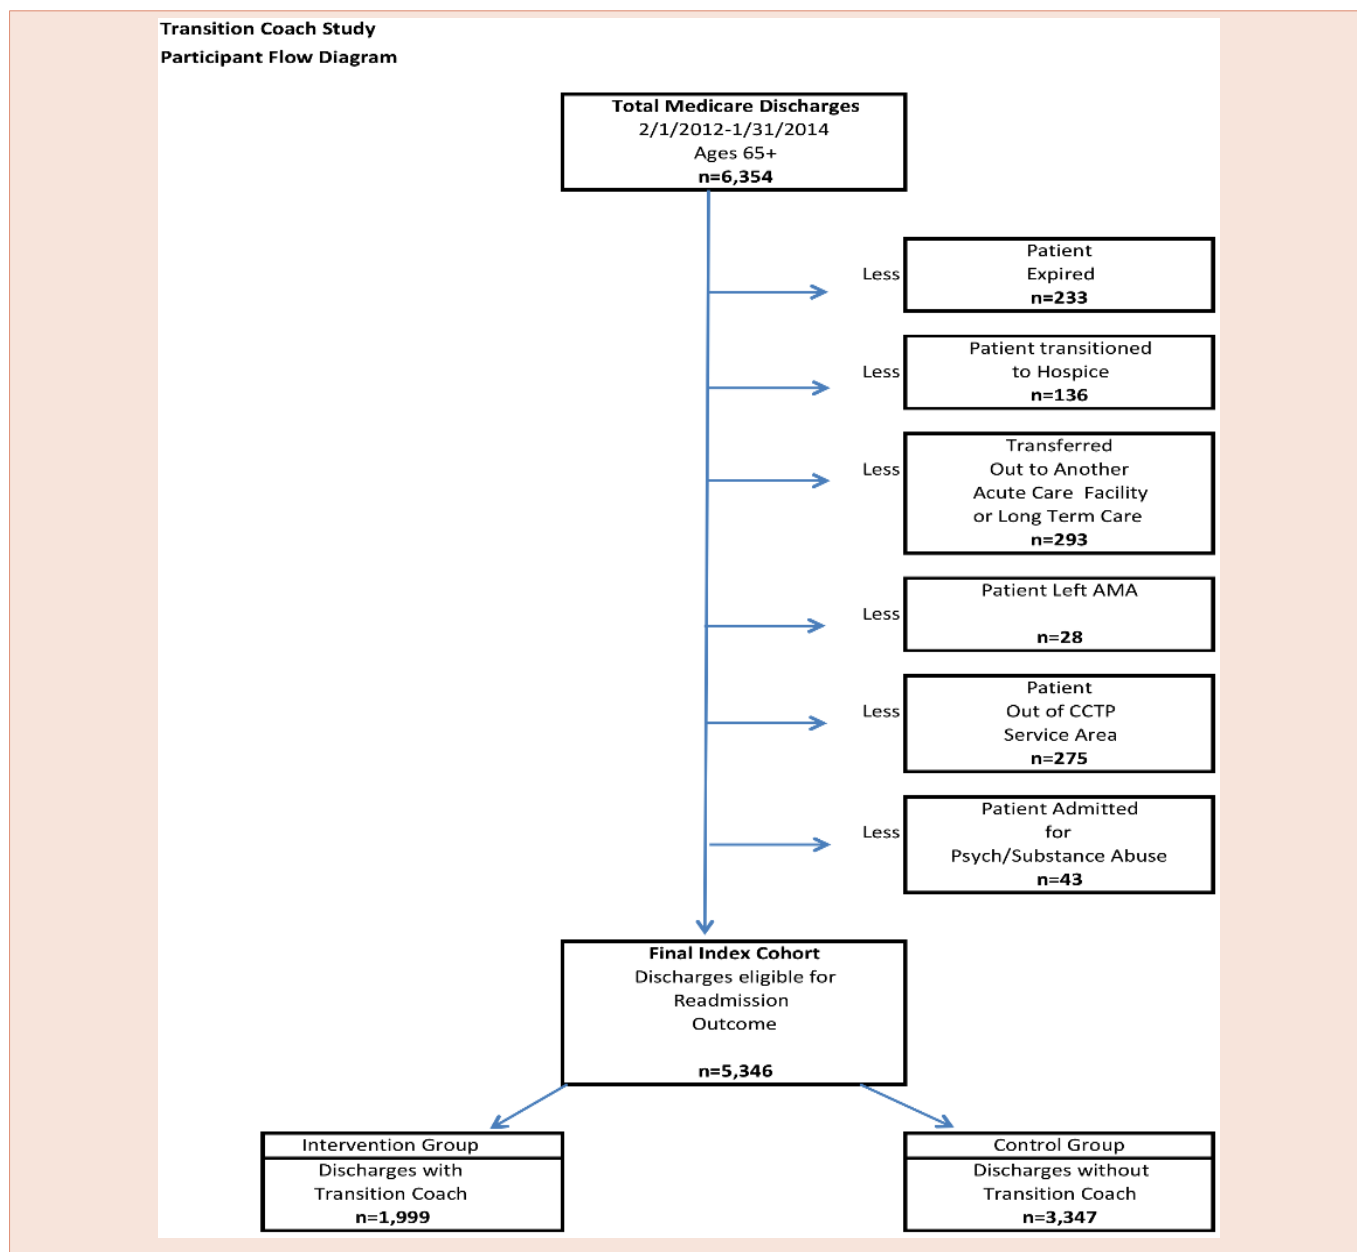 Transition Coach Study
Participant Flow Diagram
Total Medicare Discharges
2/1/2012-1/31/2014
Ages 65+
n=6,354
Less
Patient
Expired
n=233
Less
Patient transitioned
to Hospice
n=136
Less
Transferred
Out to Another
Acute Care Facility
or Long Term Care
n=293
Less
Patient Left AMA
n=28
Less
Patient
Out of CCTP
Service Area
n=275
Less
Patient Admitted
for
Psych/Substance Abuse
n=43
Final Index Cohort
Discharges eligible for
Readmission
Outcome
n=5,346
Intervention Group
Discharges with
Transition Coach
n=1,999
Control Group
Discharges without
Transition Coach
n=3,347